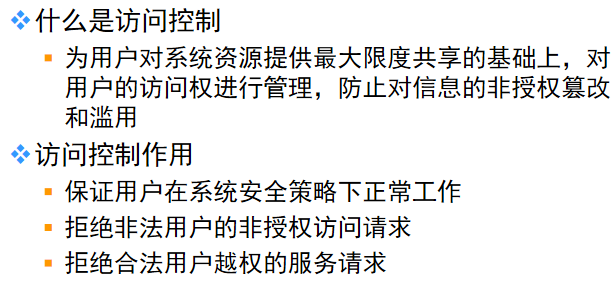 什么是访问控制
为用户对系统资源提供最大限度共享的基础上，对
用户的访问权进行管理，防止对信息的非授权篡改
和滥用
访问控制作用
保证用户在系统安全策略下正常工作
拒绝非法用户的非授权访问请求
拒绝合法用户越权的服务请求